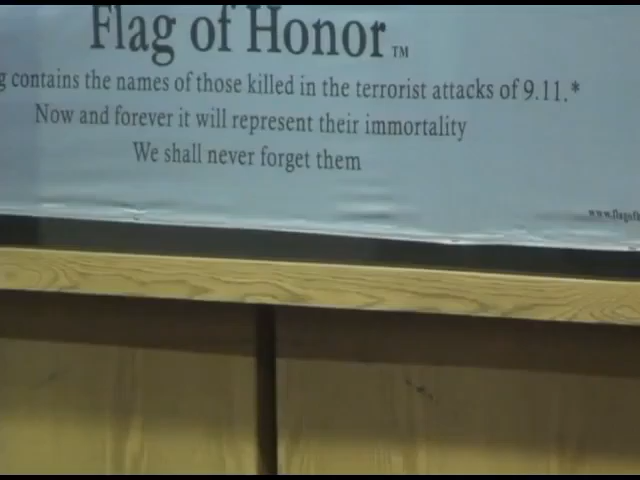 Flag of Honor™
contains the names of those killed in the terrorist attacks of 9.11.*
Now and forever it will represent their immortality
We shall never forget them